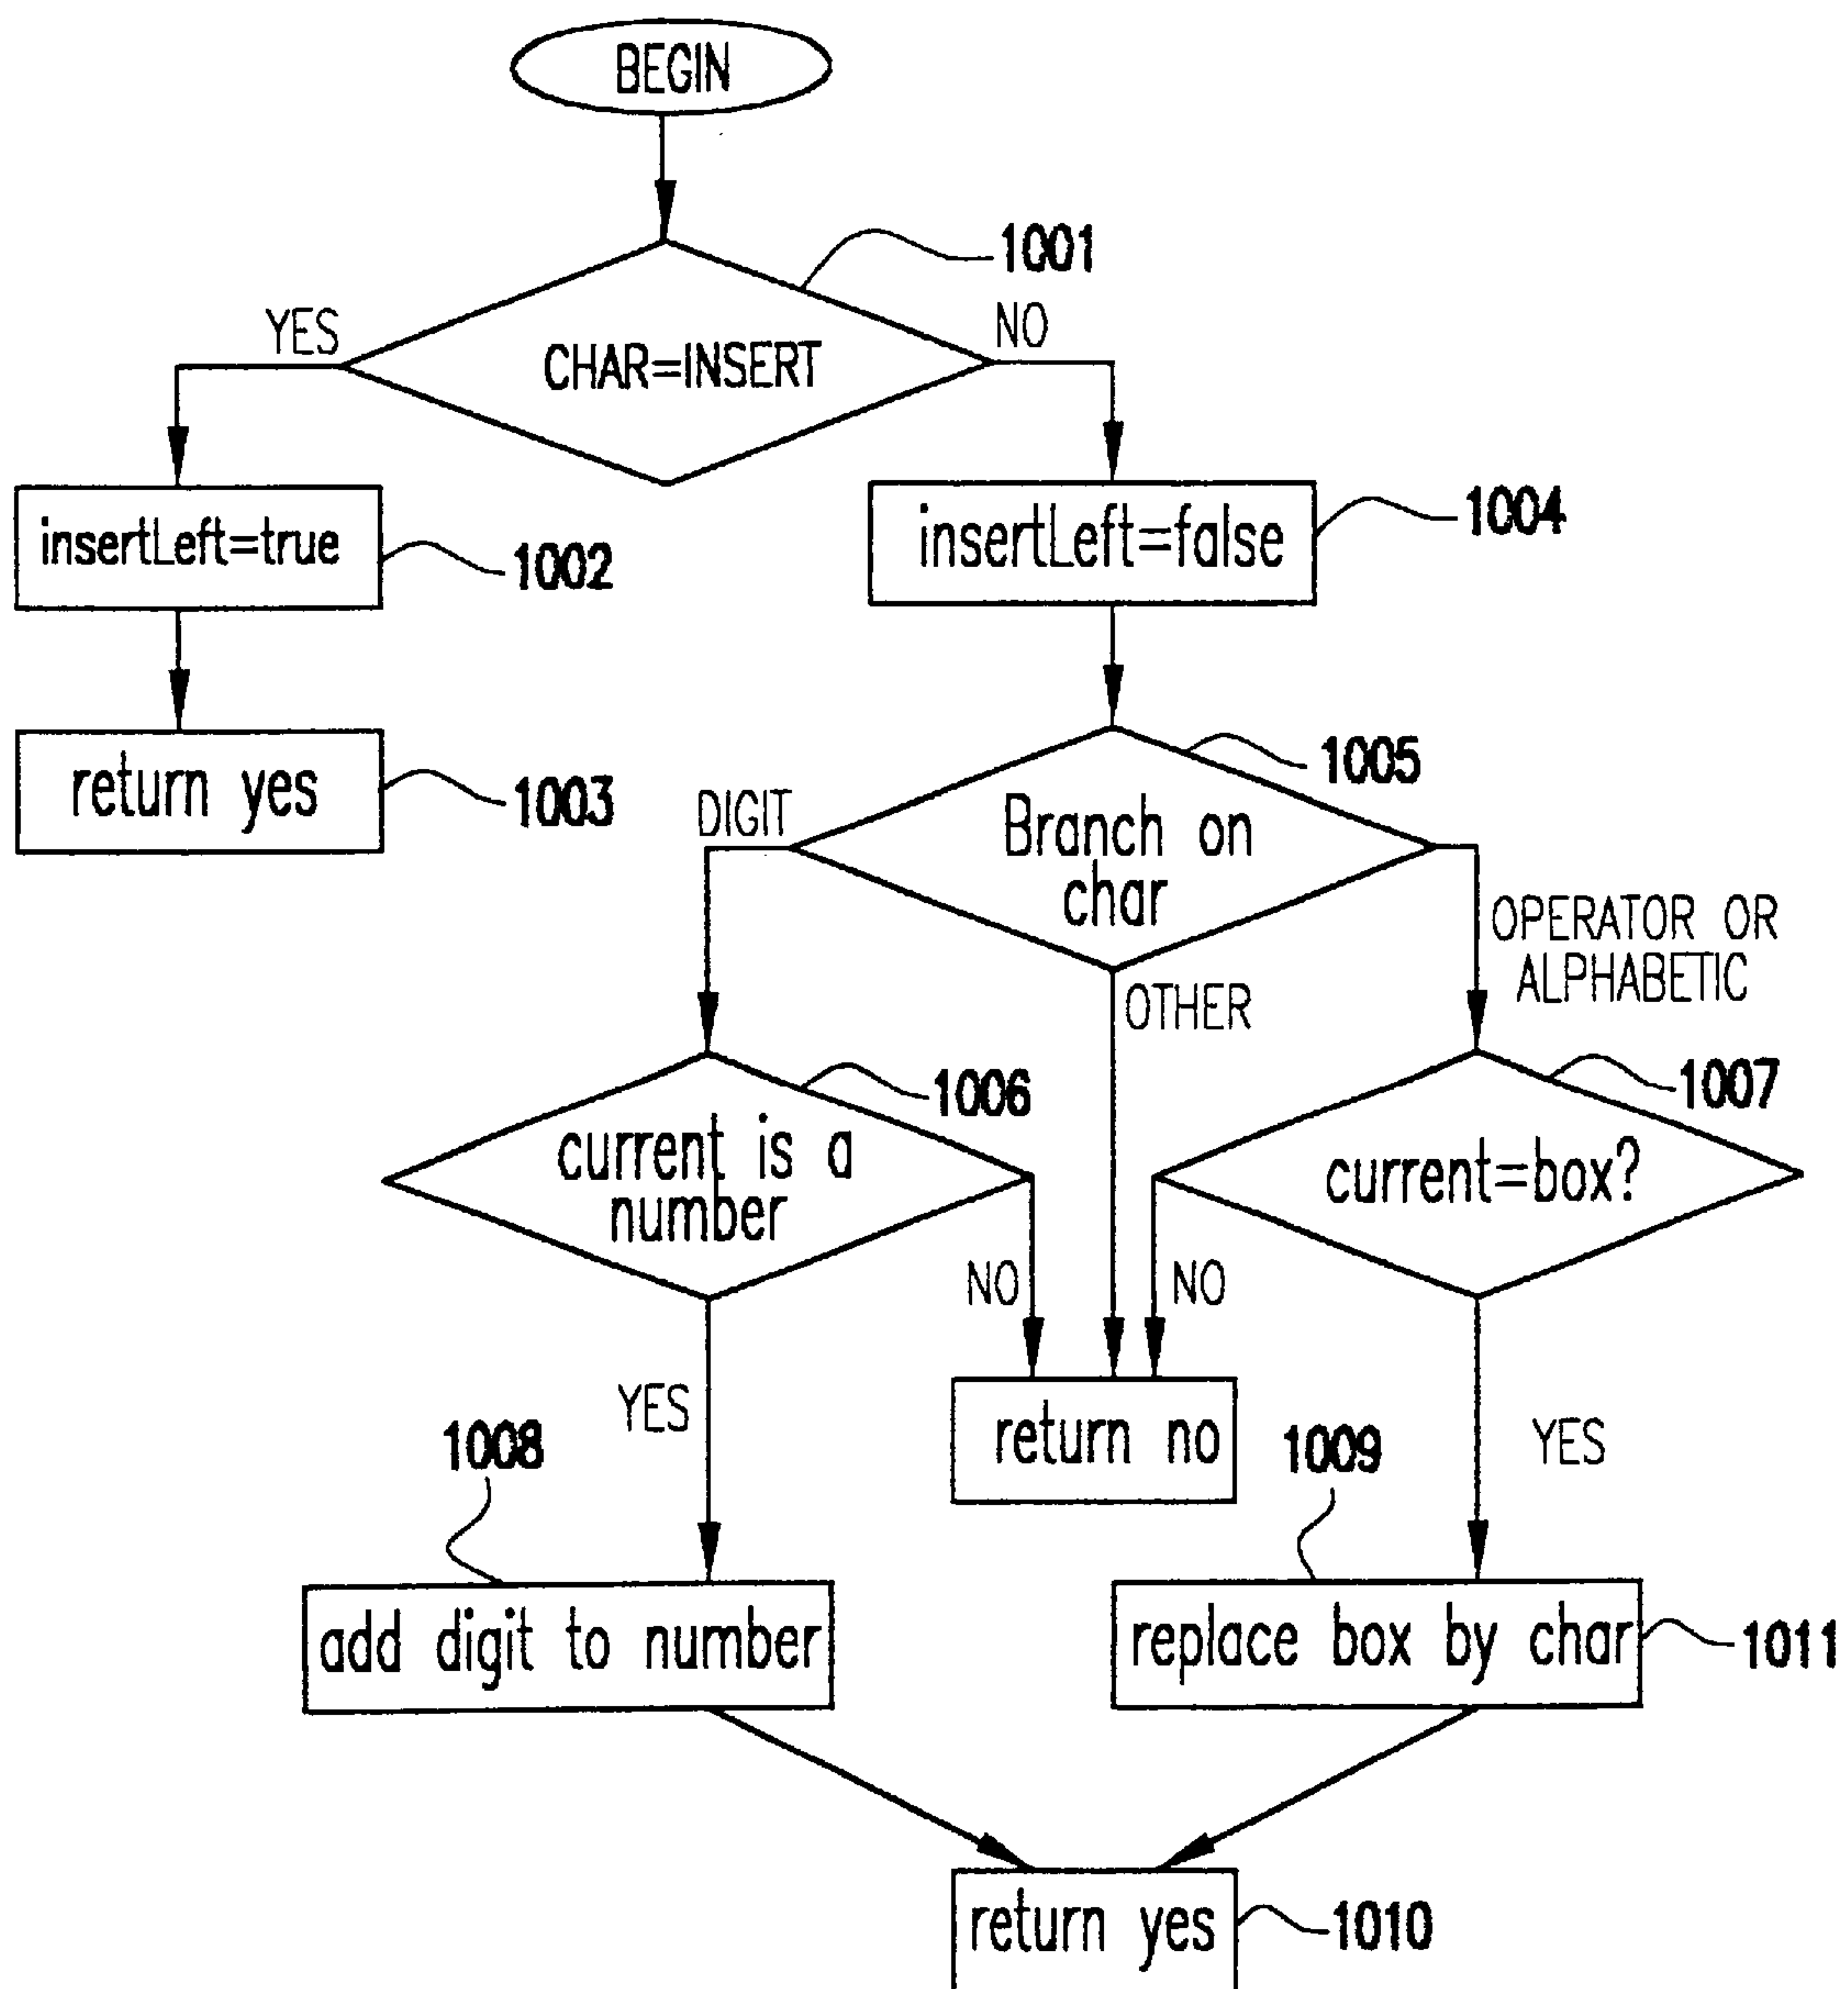 BEGIN
1001
YES
NO
CHAR=INSERT
insertLeft=true
1002
insertLeft=false
1004
return yes
1003
1005
DIGIT
Branch on
char
OPERATOR OR
ALPHABETIC
OTHER
1006
current is a
number
1007
current=box?
NO
NO
YES
return no
YES
1008
1009
add digit to number
replace box by char
1011
return yes
1010